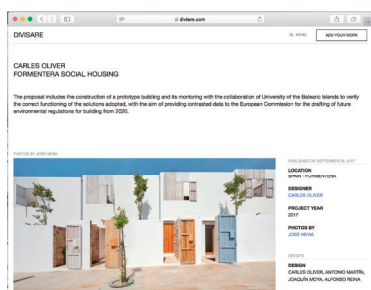 divisare.com
DIVISARE
MENU
ADD YOUR WORK
CARLES OLIVER
FORMENTERA SOCIAL HOUSING
The proposal includes the construction of a prototype building and its montoring with the collaboration of University of the Balearic Islands to verify
the correct functioning of the solutions adopted, with the aim of providing contrasted data to the European Commission for the drafting of future
environmental regulations for building from 2020.
PHOTOS BY JOSÉ HEVIA
PUBLISHED ON SEPTEMBER 08, 2017
LOCATION
SPAIN - FORMENTERA
DESIGNER
CARLES OLIVER
PROJECT YEAR
2017
PHOTOS BY
JOSÉ HEVIA
CREDITS
DESIGN
CARLES OLIVER, ANTONIO MARTÍN,
JOAQUÍN MOYA, ALFONSO REINA